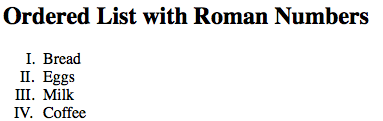 Ordered List with Roman Numbers
I. Bread
II. Eggs
III. Milk
IV. Coffee